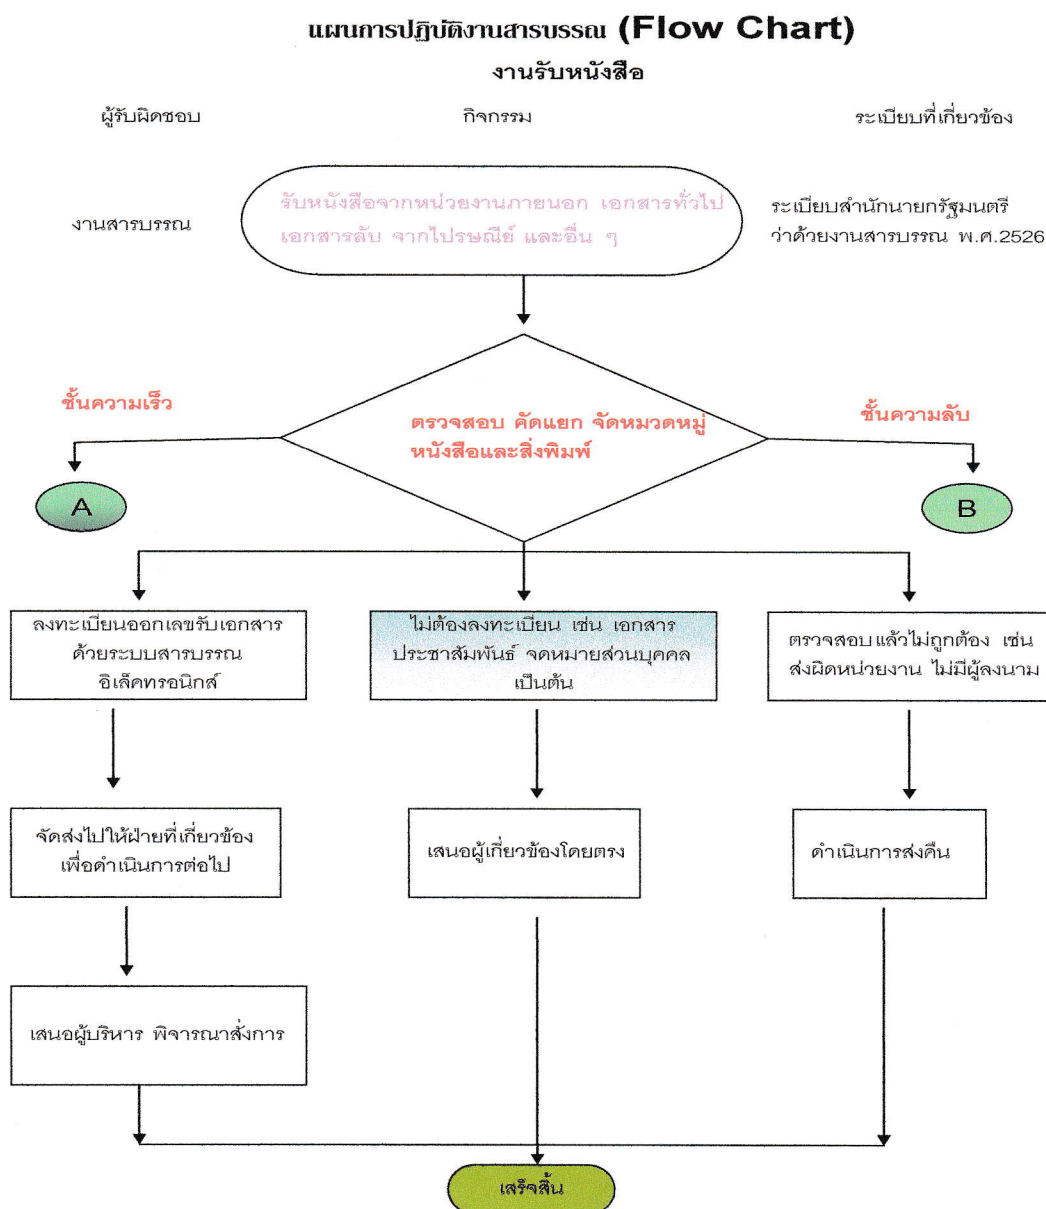 แผนการปฏิบัติงานสารบรรณ (Flow Chart)
งานรับหนังสือ
ผู้รับผิดชอบ
กิจกรรม
ระเบียบที่เกี่ยวข้อง
งานสารบรรณ
รับหนังสือจากหน่วยงานภายนอก เอกสารทั่วไป
เอกสารลับ จากไปรษณีย์ และอื่น ๆ
ระเบียบสำนักนายกรัฐมนตรี
ว่าด้วยงานสารบรรณ พ.ศ.2526
ชั้นความเร็ว
ตรวจสอบ คัดแยก จัดหมวดหมู่
หนังสือและสิ่งพิมพ์
ชั้นความลับ
A
B
ลงทะเบียนออกเลขรับเอกสาร
ด้วยระบบสารบรรณ
อิเล็คทรอนิกส์
ไม่ต้องลงทะเบียน เช่น เอกสาร
ประชาสัมพันธ์ จดหมายส่วนบุคคล
เป็นต้น
ตรวจสอบแล้วไม่ถูกต้อง เช่น
ส่งผิดหน่วยงาน ไม่มีผู้ลงนาม
จัดส่งไปให้ฝ่ายที่เกี่ยวข้อง
เพื่อดำเนินการต่อไป
เสนอผู้เกี่ยวข้องโดยตรง
ดำเนินการส่งคืน
เสนอผู้บริหาร พิจารณาสั่งการ
เสร็จสิ้น